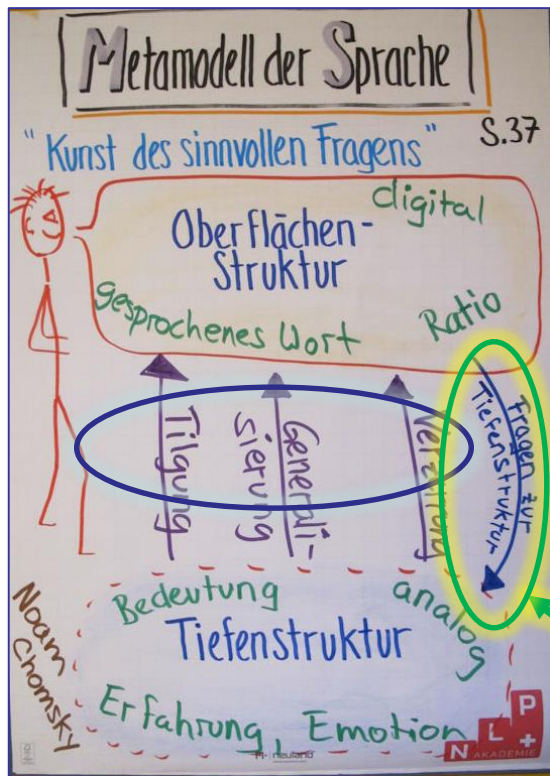 Metamodell der Sprache
"Kunst des sinnvollen Fragens"
S.37
digital
Oberflächen-
Struktur
gesprochenes Wort
Ratio
Tilgung
Generali-
sierung
Verzerrung
Fragen zur
Tiefenstruktur
Bedeutung
analog
Tiefenstruktur
Erfahrung, Emotion
Noam
Chomsky
neuland
N L P +
AKADEMIE